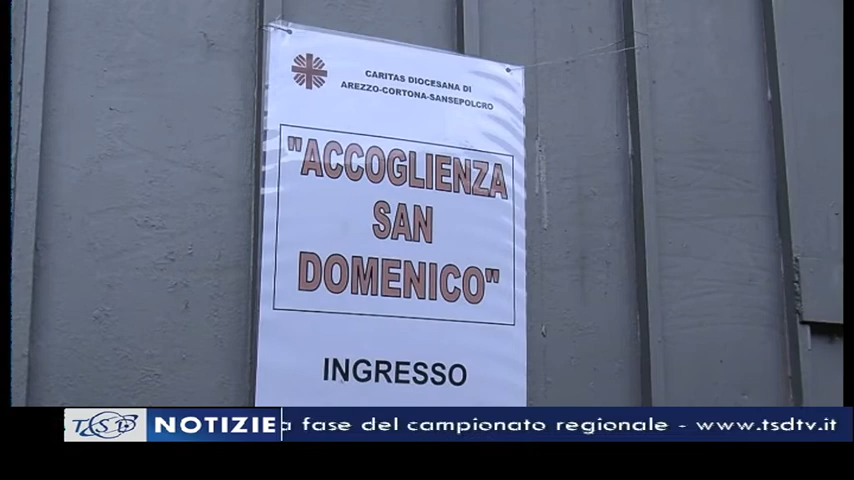 CARITAS DIOCESANA DI
AREZZO-CORTONA-SANSEPOLCRO
"ACCOGLIENZA
SAN
DOMENICO"
INGRESSO
TSD NOTIZIE a fase del campionato regionale - www.tsdtv.it